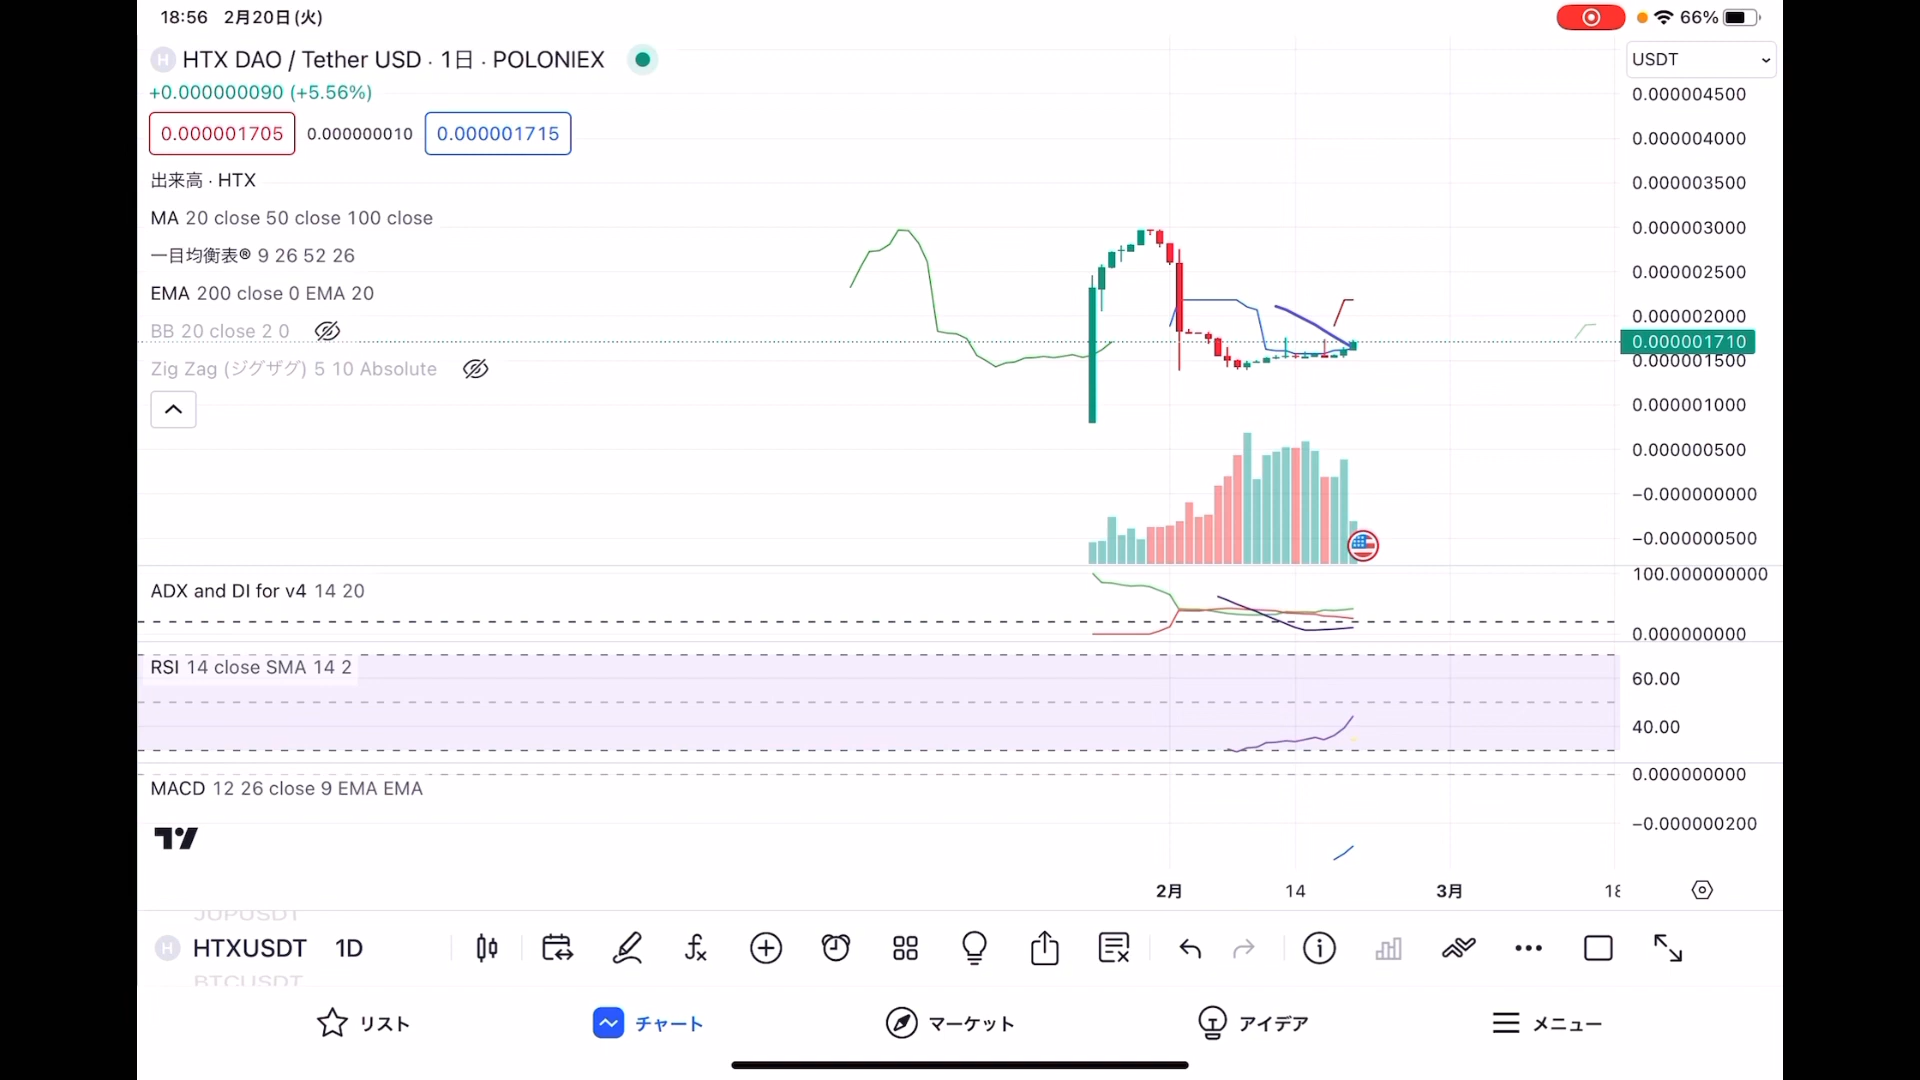 18:56 2月20日(火)
66%
H HTX DAO / Tether USD · 1日 · POLONIEX
USDT
+0.000000090 (+5.56%)
0.000001705 0.000000010 0.000001715
出来高 · HTX
MA 20 close 50 close 100 close
一目均衡表® 9 26 52 26
EMA 200 close 0 EMA 20
BB 20 close 2 0
Zig Zag (ジグザグ) 5 10 Absolute
0.000004500
0.000004000
0.000003500
0.000003000
0.000002500
0.000002000
0.000001710
0.000001500
0.000001000
0.000000500
−0.000000000
−0.000000500
ADX and DI for v4 14 20
100.000000000
0.000000000
RSI 14 close SMA 14 2
60.00
40.00
MACD 12 26 close 9 EMA EMA
0.000000000
−0.000000200
2月 14 3月 18
JUPUSDT
H HTXUSDT 1D
BTCUSDT
リスト チャート マーケット アイデア メニュー